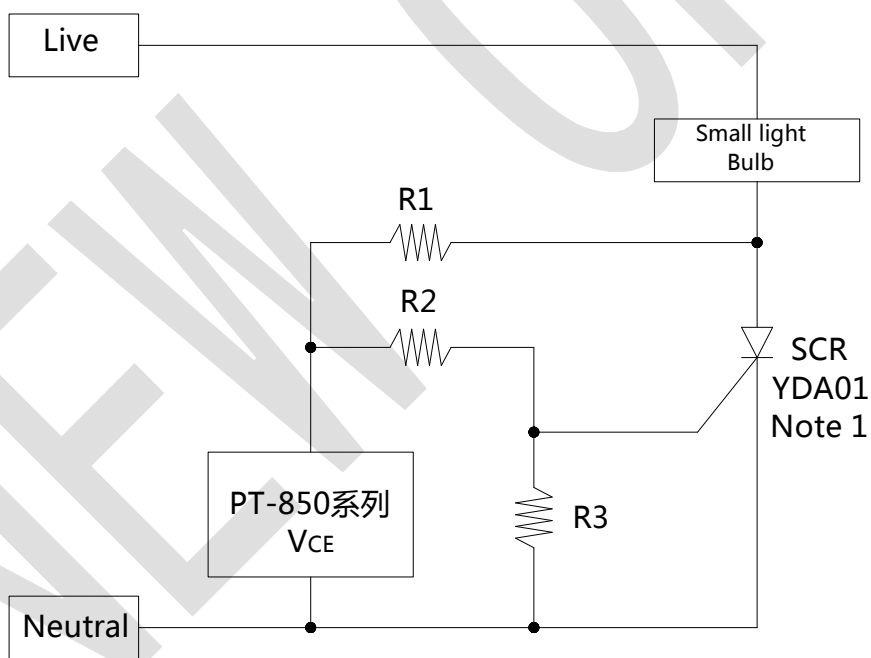 Live
Small light
Bulb
R1
R2
SCR
YDA01
Note 1
PT-850系列
VCE
R3
Neutral